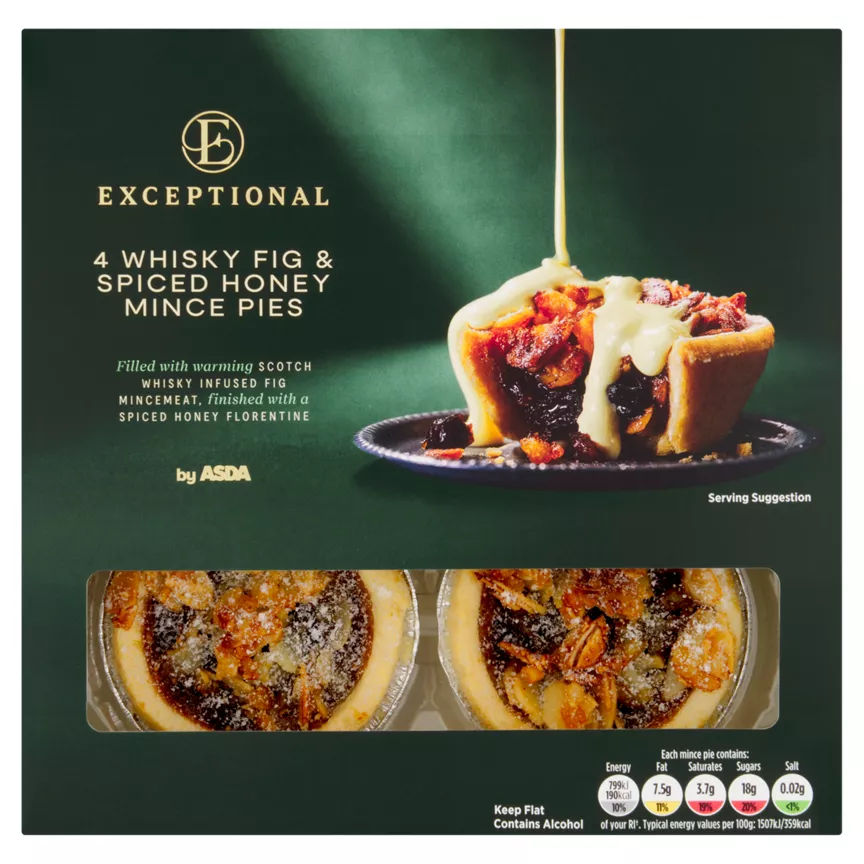 E
EXCEPTIONAL
4 WHISKY FIG &
SPICED HONEY
MINCE PIES
Filled with warming SCOTCH
WHISKY INFUSED FIG
MINCEMEAT, finished with a
SPICED HONEY FLORENTINE
by ASDA
Serving Suggestion
Keep Flat
Contains Alcohol
Each mince pie contains:
Energy Fat Saturates Sugars Salt
799kJ
190kcal 7.5g 3.7g 18g 0.02g
10% 11% 19% 20% <1%
of your RI*. Typical energy values per 100g: 1507kJ/359kcal